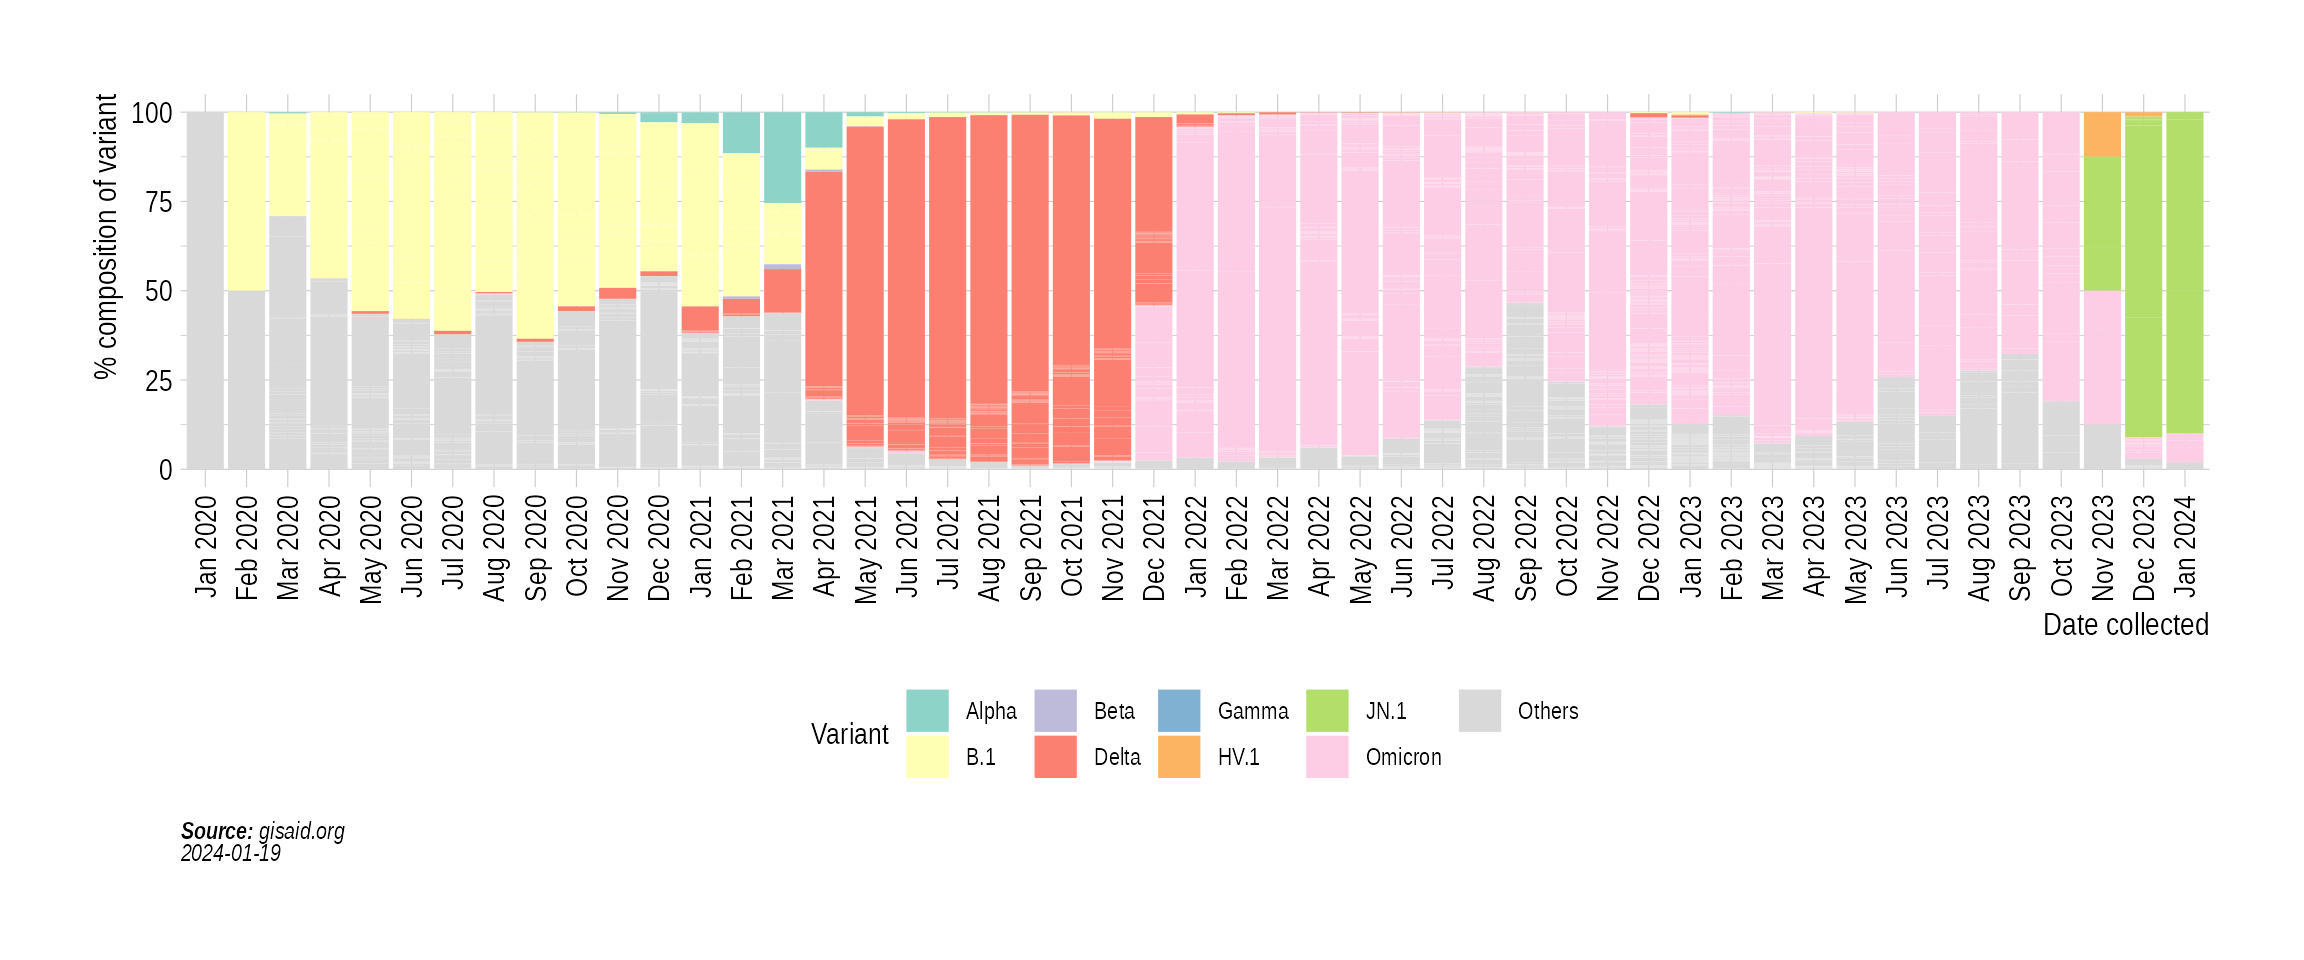 % composition of variant
100
75
50
25
0
Jan 2020
Feb 2020
Mar 2020
Apr 2020
May 2020
Jun 2020
Jul 2020
Aug 2020
Sep 2020
Oct 2020
Nov 2020
Dec 2020
Jan 2021
Feb 2021
Mar 2021
Apr 2021
May 2021
Jun 2021
Jul 2021
Aug 2021
Sep 2021
Oct 2021
Nov 2021
Dec 2021
Jan 2022
Feb 2022
Mar 2022
Apr 2022
May 2022
Jun 2022
Jul 2022
Aug 2022
Sep 2022
Oct 2022
Nov 2022
Dec 2022
Jan 2023
Feb 2023
Mar 2023
Apr 2023
May 2023
Jun 2023
Jul 2023
Aug 2023
Sep 2023
Oct 2023
Nov 2023
Dec 2023
Jan 2024
Date collected
Variant
Alpha Beta Gamma JN.1 Others
B.1 Delta HV.1 Omicron
Source: gisaid.org
2024-01-19